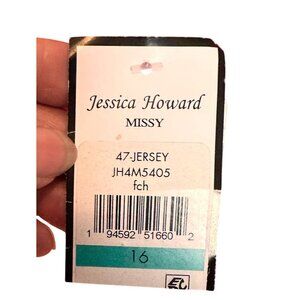 Jessica Howard
MISSY
47-JERSEY
JH4M5405
fch
1 94592 51660 2
16